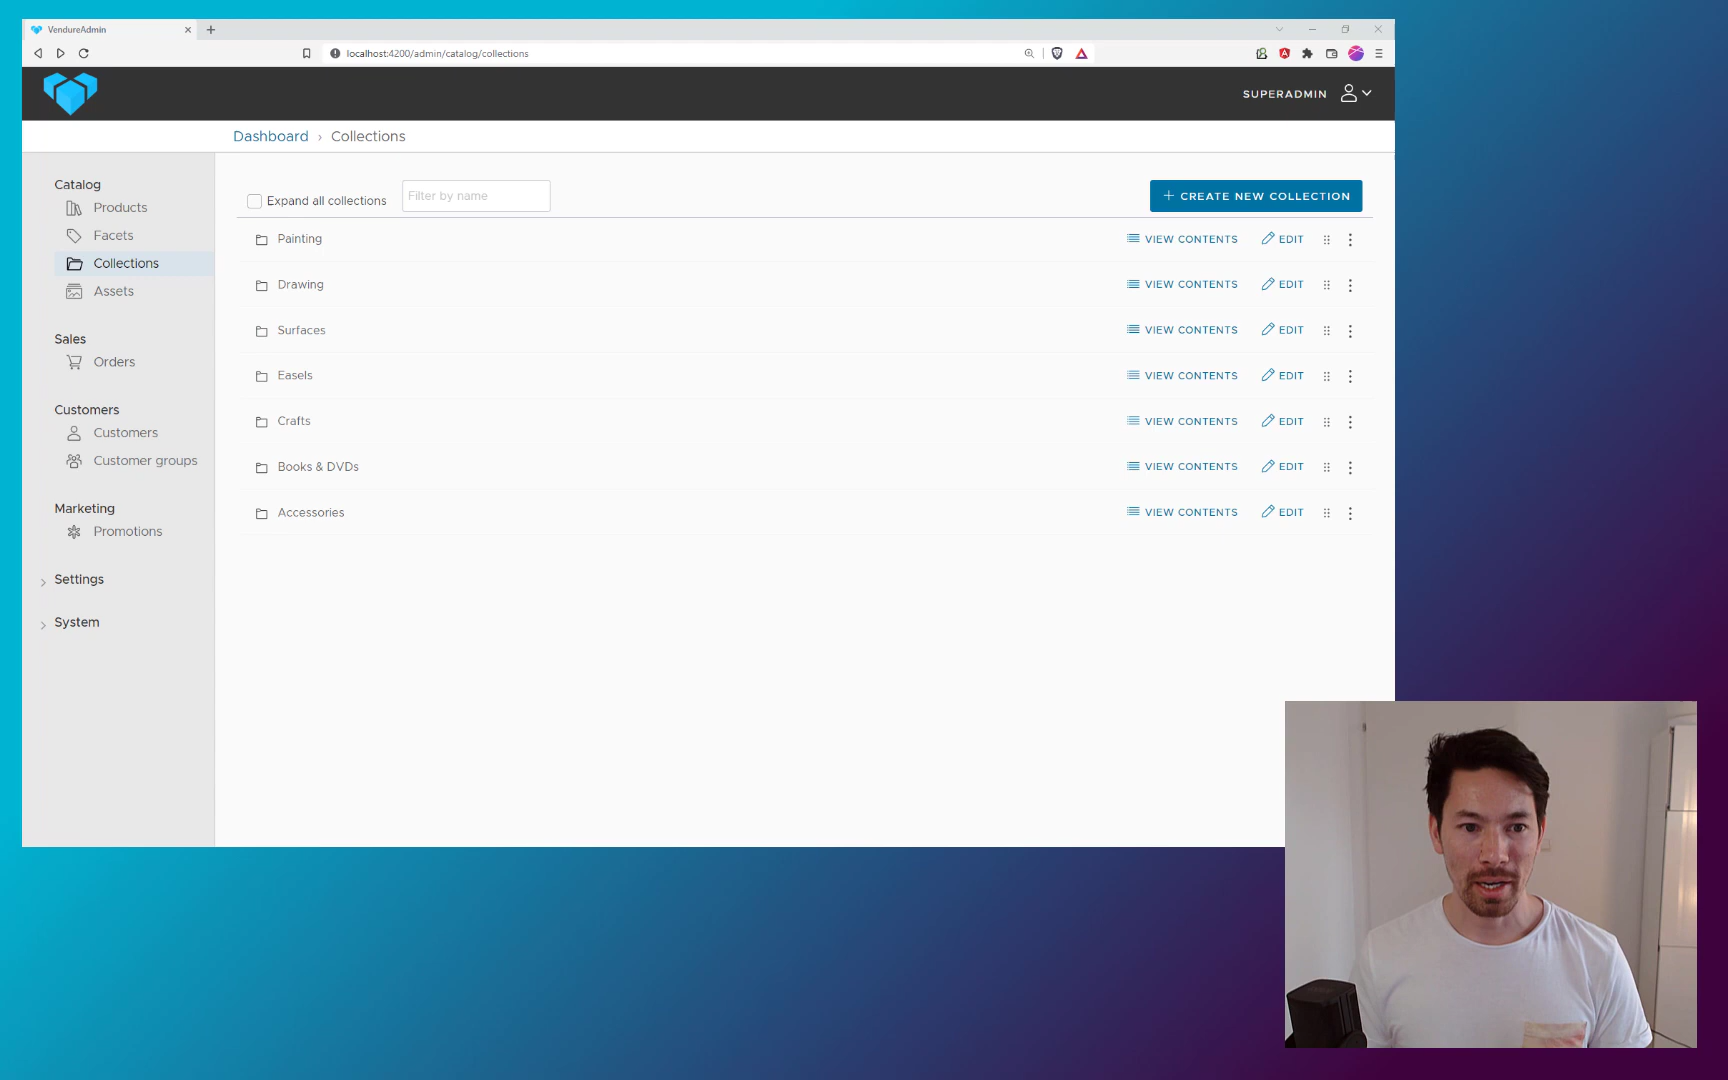 VendureAdmin
localhost:4200/admin/catalog/collections
SUPERADMIN
Dashboard › Collections
Catalog
Products
Facets
Collections
Assets
Sales
Orders
Customers
Customers
Customer groups
Marketing
Promotions
Settings
System
Expand all collections
Filter by name
+ CREATE NEW COLLECTION
Painting VIEW CONTENTS EDIT
Drawing VIEW CONTENTS EDIT
Surfaces VIEW CONTENTS EDIT
Easels VIEW CONTENTS EDIT
Crafts VIEW CONTENTS EDIT
Books & DVDs VIEW CONTENTS EDIT
Accessories VIEW CONTENTS EDIT